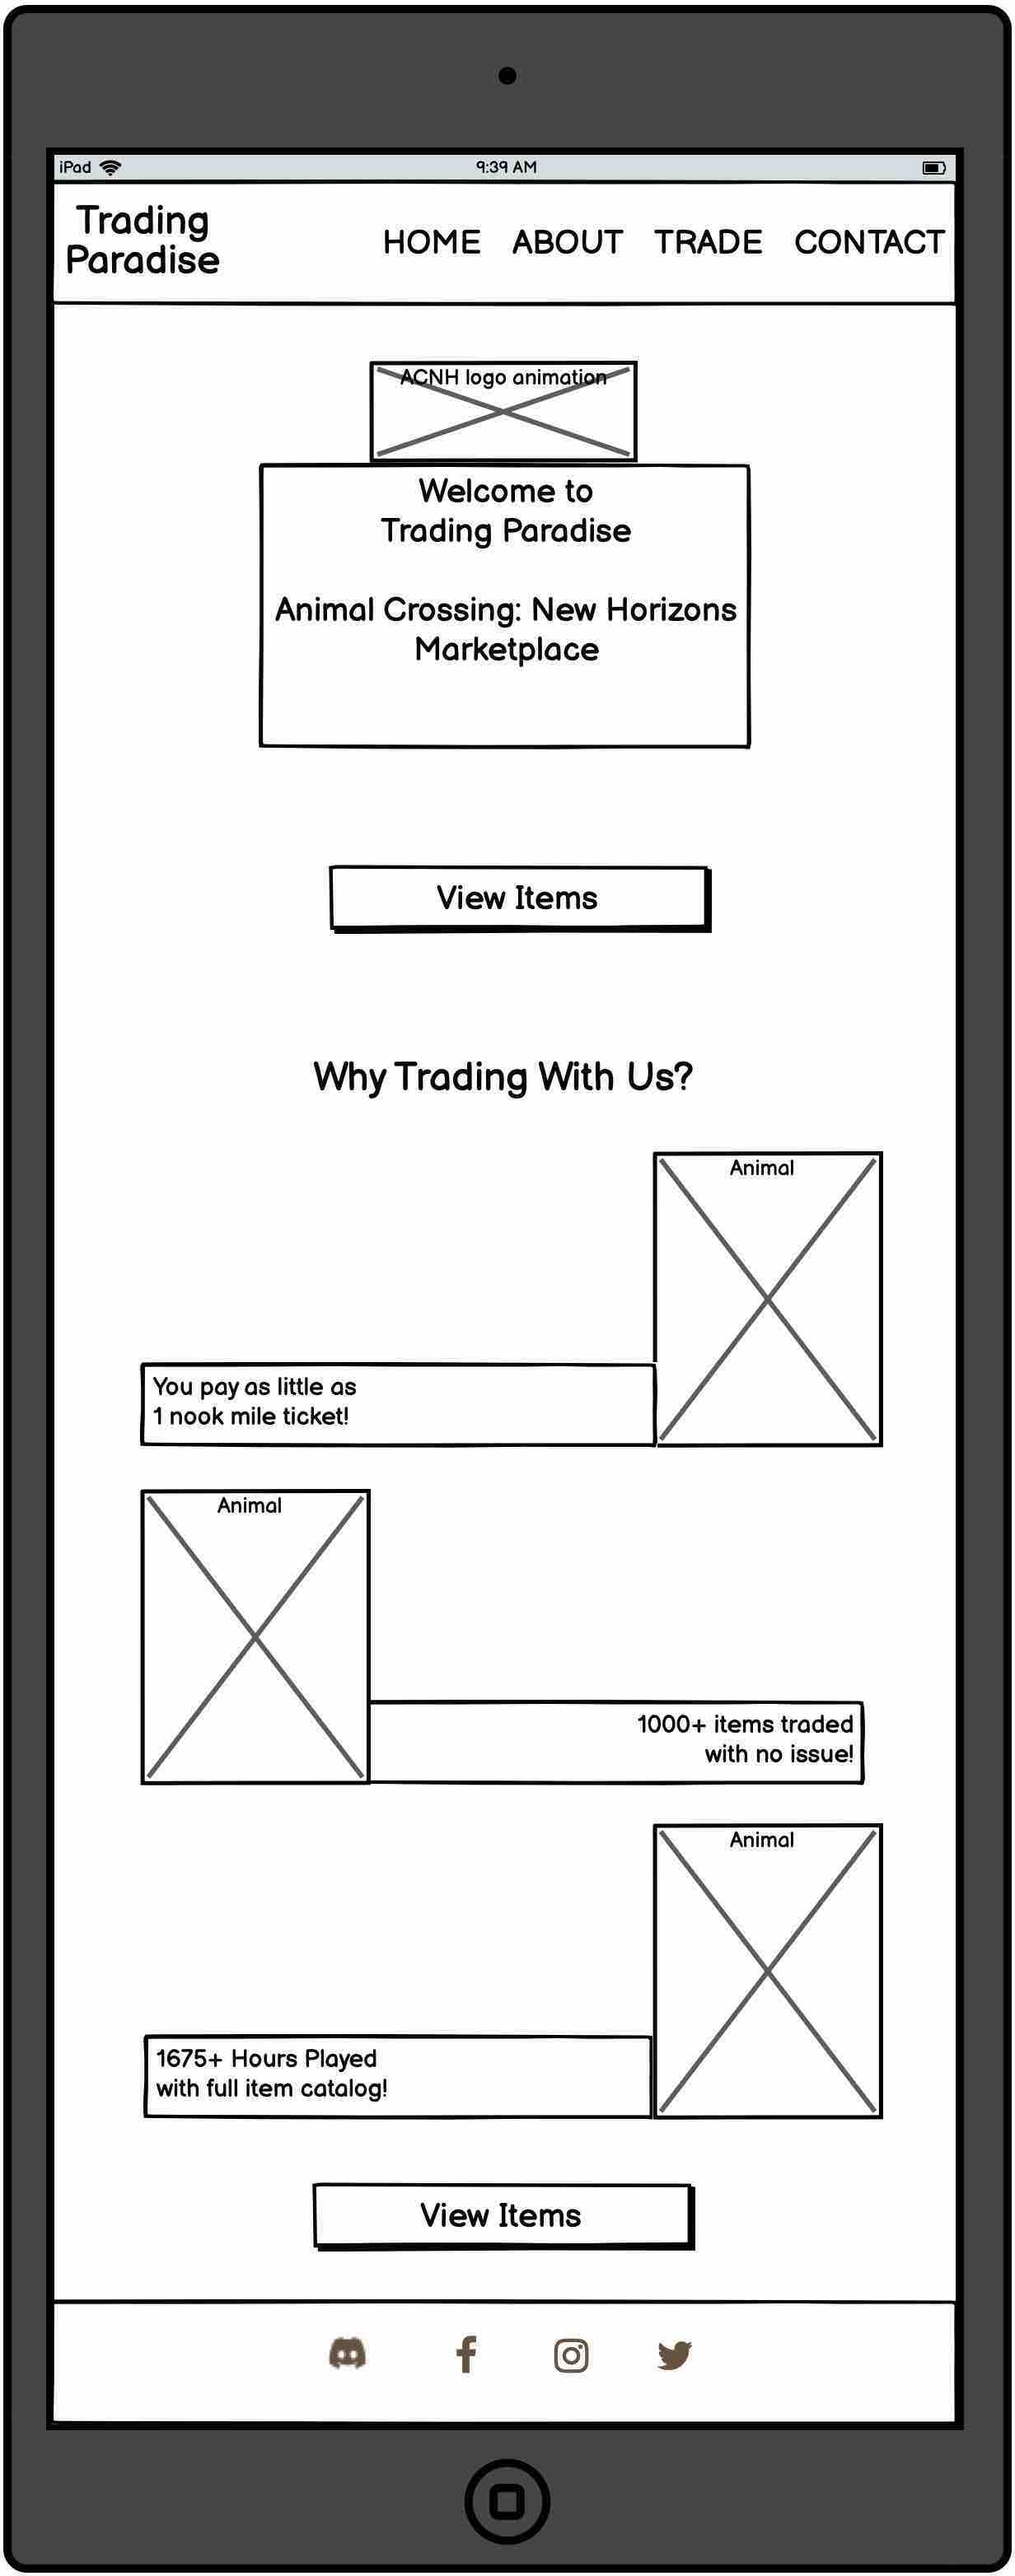 iPad
9:39 AM
Trading
Paradise
HOME ABOUT TRADE CONTACT
ACNH logo animation
Welcome to
Trading Paradise
Animal Crossing: New Horizons
Marketplace
View Items
Why Trading With Us?
Animal
You pay as little as
1 nook mile ticket!
Animal
1000+ items traded
with no issue!
Animal
1675+ Hours Played
with full item catalog!
View Items